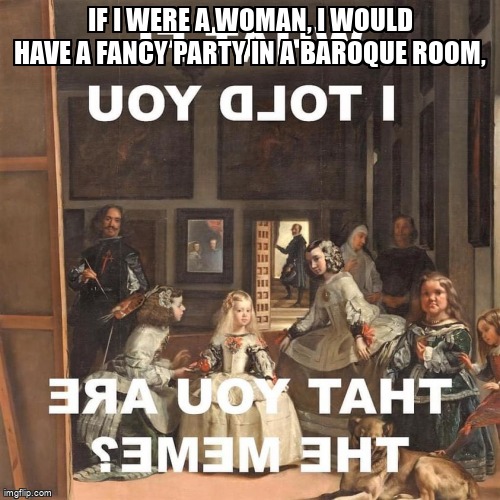 IF I WERE A WOMAN, I WOULD
HAVE A FANCY PARTY IN A BAROQUE ROOM,
I TOLD YOU
THAT YOU ARE
THE MEME?
imgflip.com